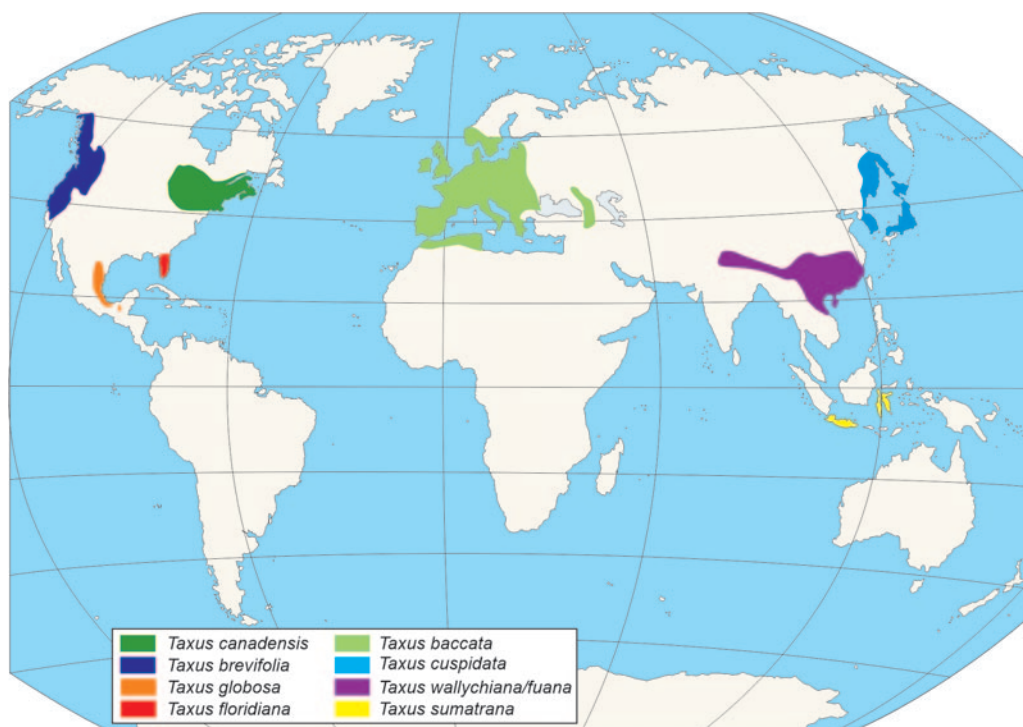 Taxus canadensis
Taxus brevifolia
Taxus globosa
Taxus floridiana
Taxus baccata
Taxus cuspidata
Taxus wallychiana/fuana
Taxus sumatrana